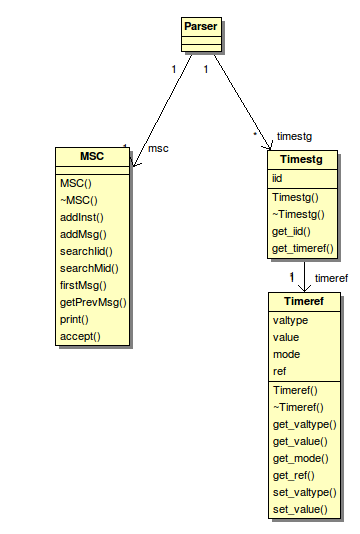 Parser
1
1
1
msc
*
timestg
MSC
MSC()
~MSC()
addInst()
addMsg()
searchIid()
searchMid()
firstMsg()
getPrevMsg()
print()
accept()
Timestg
iid
Timestg()
~Timestg()
get_iid()
get_timeref()
1
timeref
Timeref
valtype
value
mode
ref
Timeref()
~Timeref()
get_valtype()
get_value()
get_mode()
get_ref()
set_valtype()
set_value()